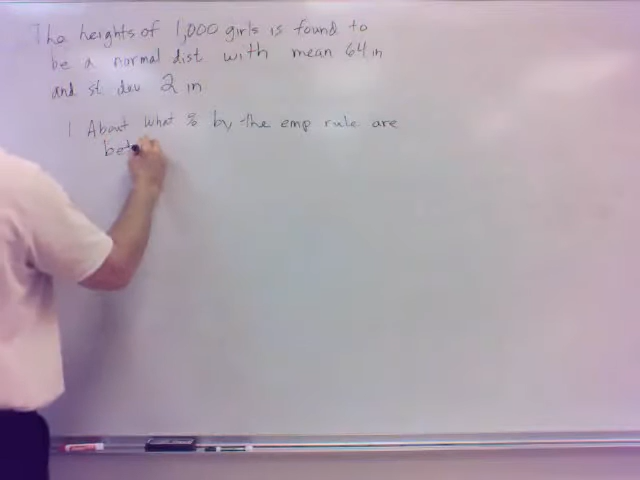 The heights of 1,000 girls is found to
be a normal dist with mean 64 in
and st dev 2 in
1 About what % by the emp rule are
bet